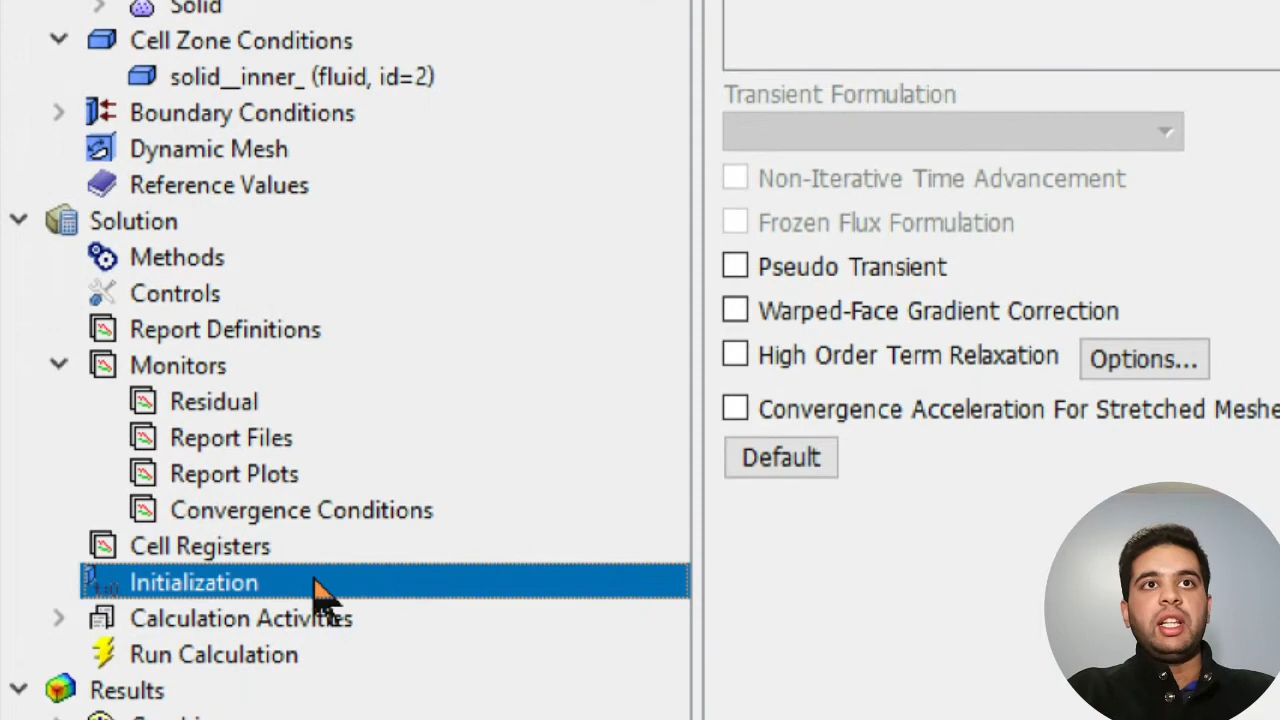 Solid
Cell Zone Conditions
solid__inner_ (fluid, id=2)
Boundary Conditions
Dynamic Mesh
Reference Values
Solution
Methods
Controls
Report Definitions
Monitors
Residual
Report Files
Report Plots
Convergence Conditions
Cell Registers
Initialization
Calculation Activities
Run Calculation
Results
Transient Formulation
Non-Iterative Time Advancement
Frozen Flux Formulation
Pseudo Transient
Warped-Face Gradient Correction
High Order Term Relaxation Options...
Convergence Acceleration For Stretched Meshe
Default